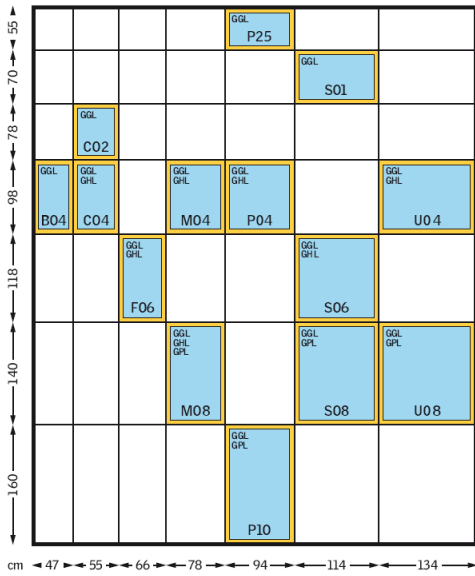 55
GGL
P25
70
GGL
S01
78
GGL
C02
98
GGL
B04
GGL
GHL
C04
GGL
GHL
M04
GGL
GHL
P04
GGL
GHL
U04
118
GGL
GHL
F06
GGL
GHL
S06
140
GGL
GHL
GPL
M08
GGL
GPL
S08
GGL
GPL
U08
160
GGL
GPL
P10
cm 47 55 66 78 94 114 134